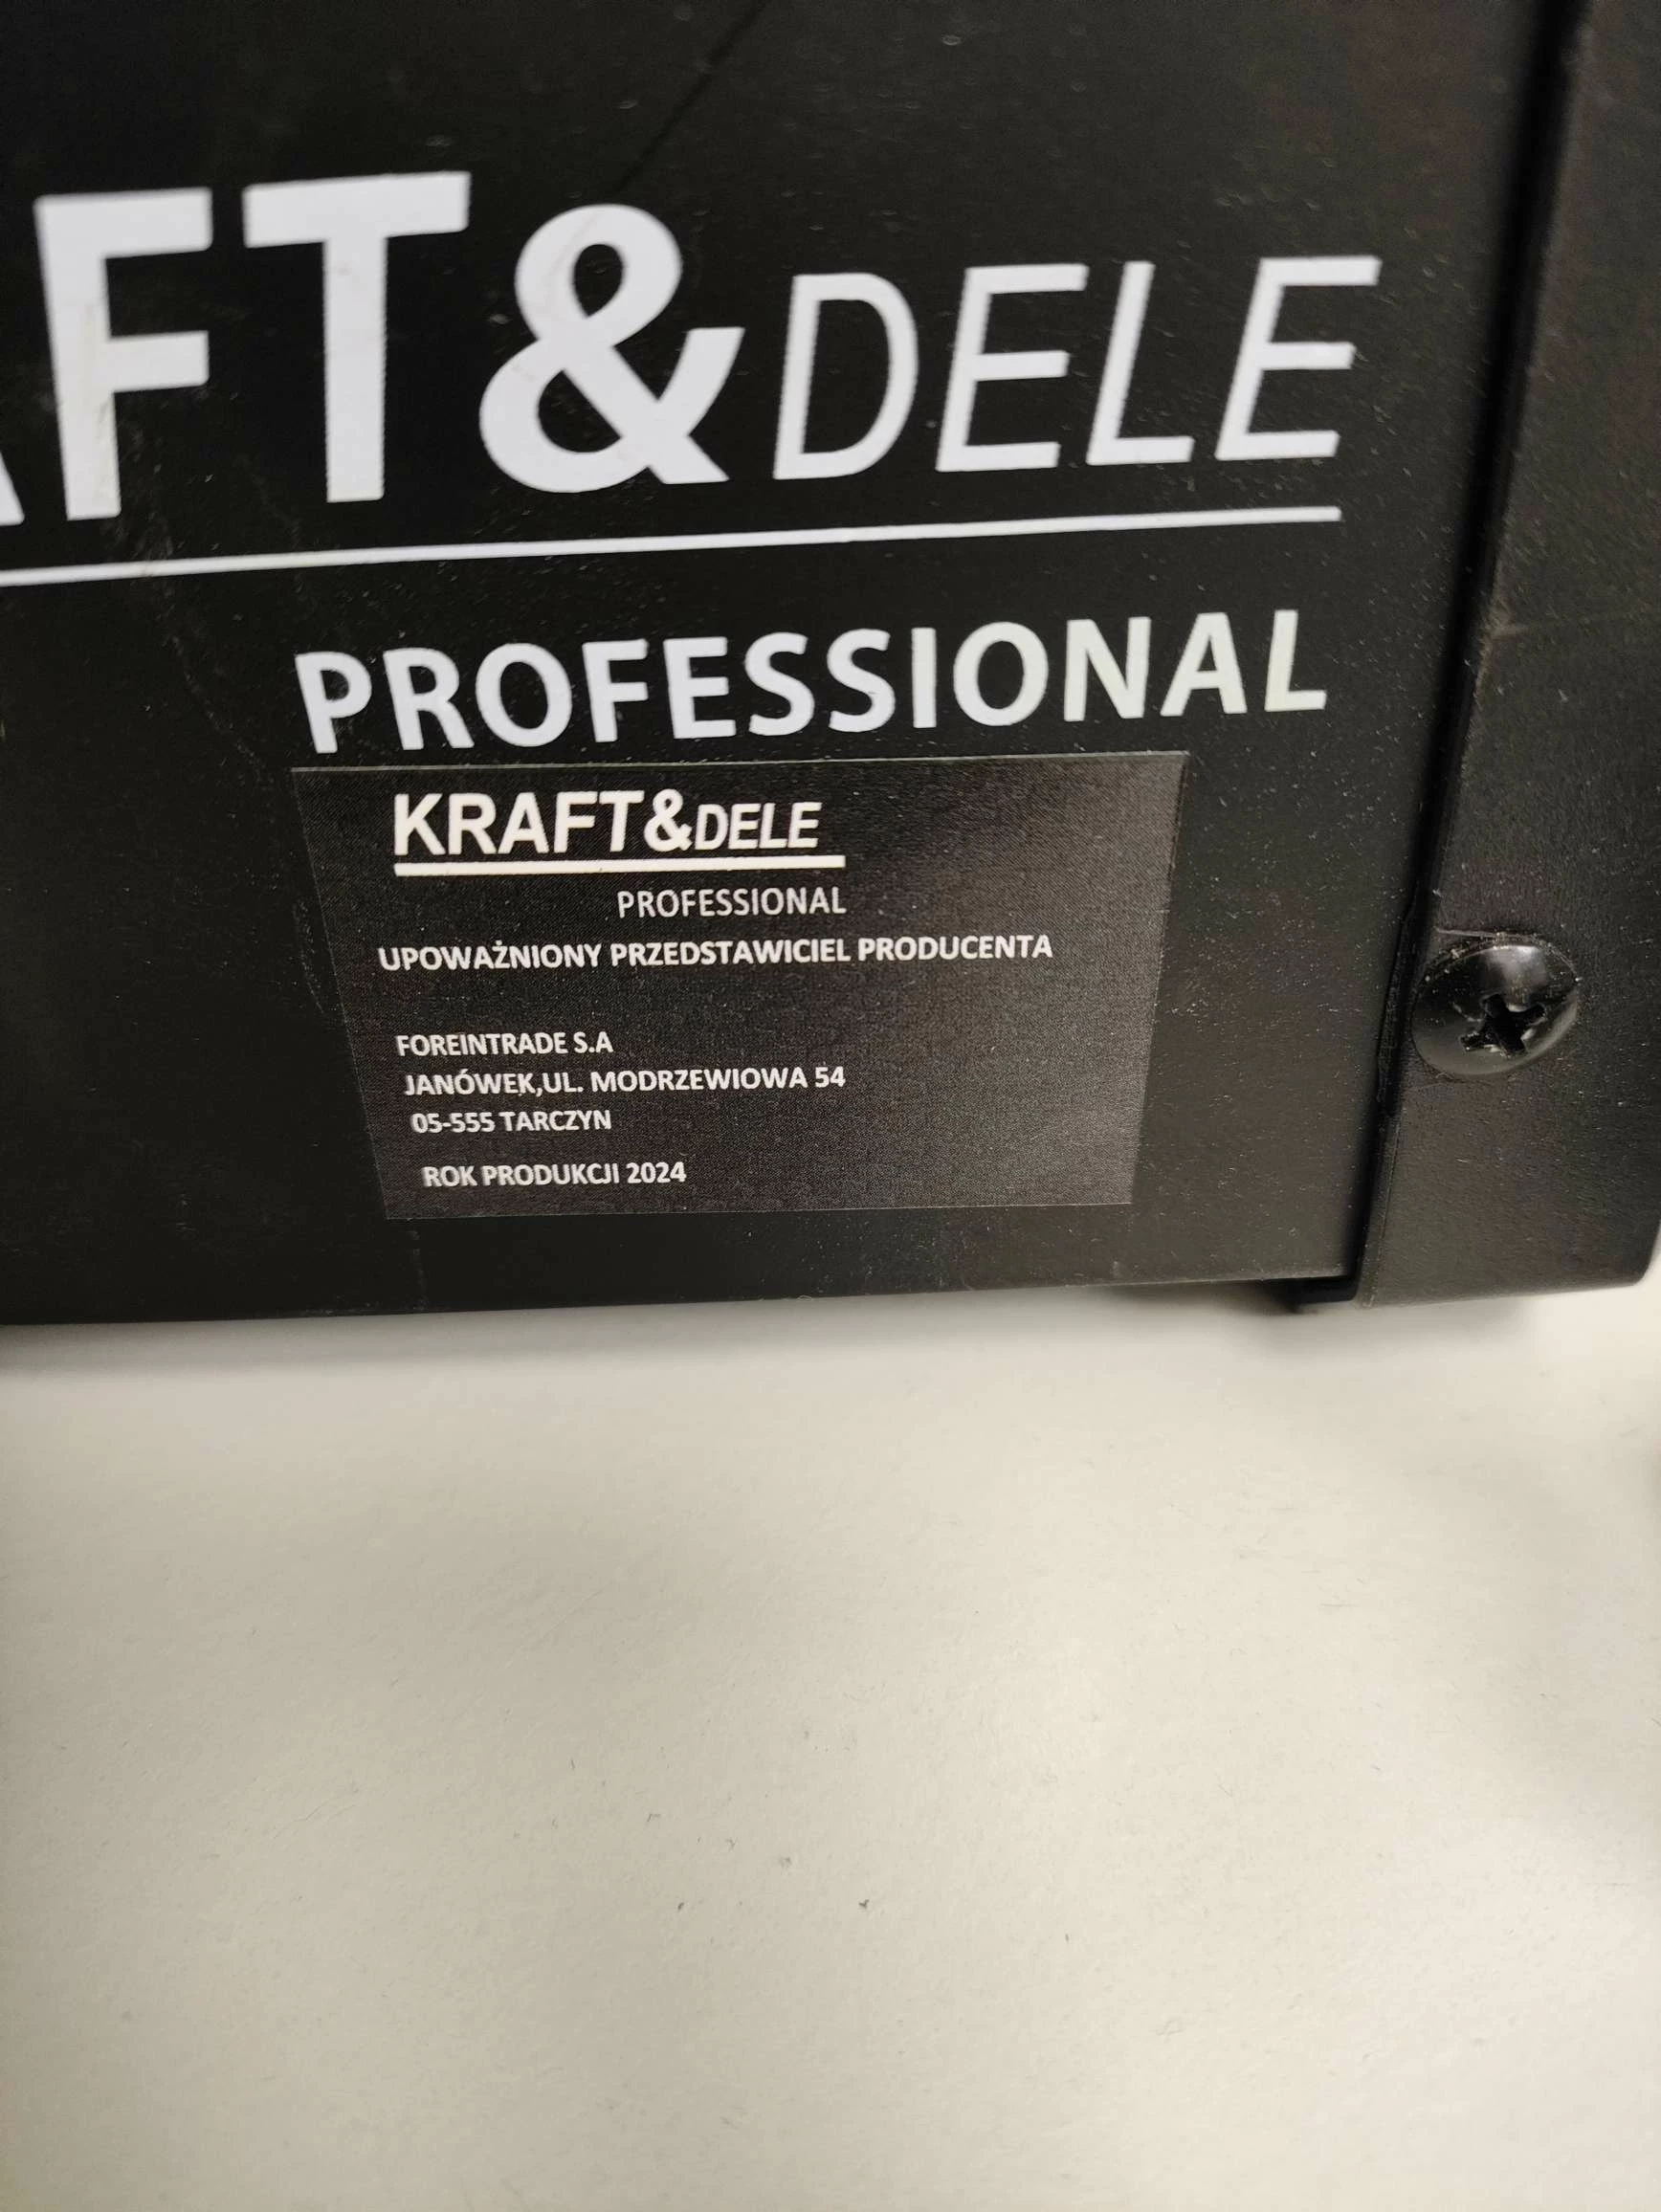 AFT&DELE
PROFESSIONAL
KRAFT&DELE
PROFESSIONAL
UPOWAŻNIONY PRZEDSTAWICIEL PRODUCENTA
FOREINTRADE S.A
JANÓWEK,UL. MODRZEWIOWA 54
05-555 TARCZYN
ROK PRODUKCJI 2024